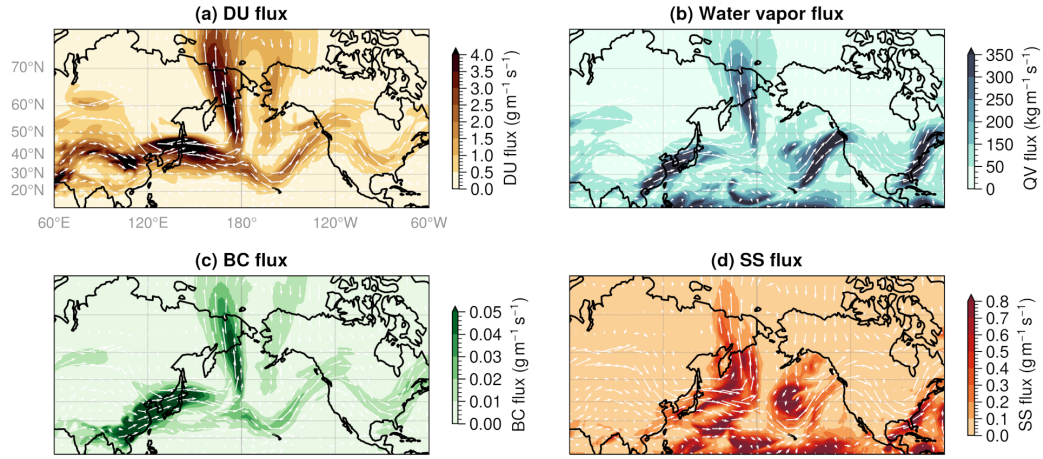 (a) DU flux
70°N
60°N
50°N
40°N
30°N
20°N
60°E
120°E
180°
120°W
60°W
4.0
3.5
3.0
2.5
2.0
1.5
1.0
0.5
0.0
DU flux (g m⁻¹ s⁻¹)
(b) Water vapor flux
350
300
250
200
150
100
50
0
QV flux (kg m⁻¹ s⁻¹)
(c) BC flux
0.05
0.04
0.03
0.02
0.01
0.00
BC flux (g m⁻¹ s⁻¹)
(d) SS flux
0.8
0.7
0.6
0.5
0.4
0.3
0.2
0.1
0.0
SS flux (g m⁻¹ s⁻¹)